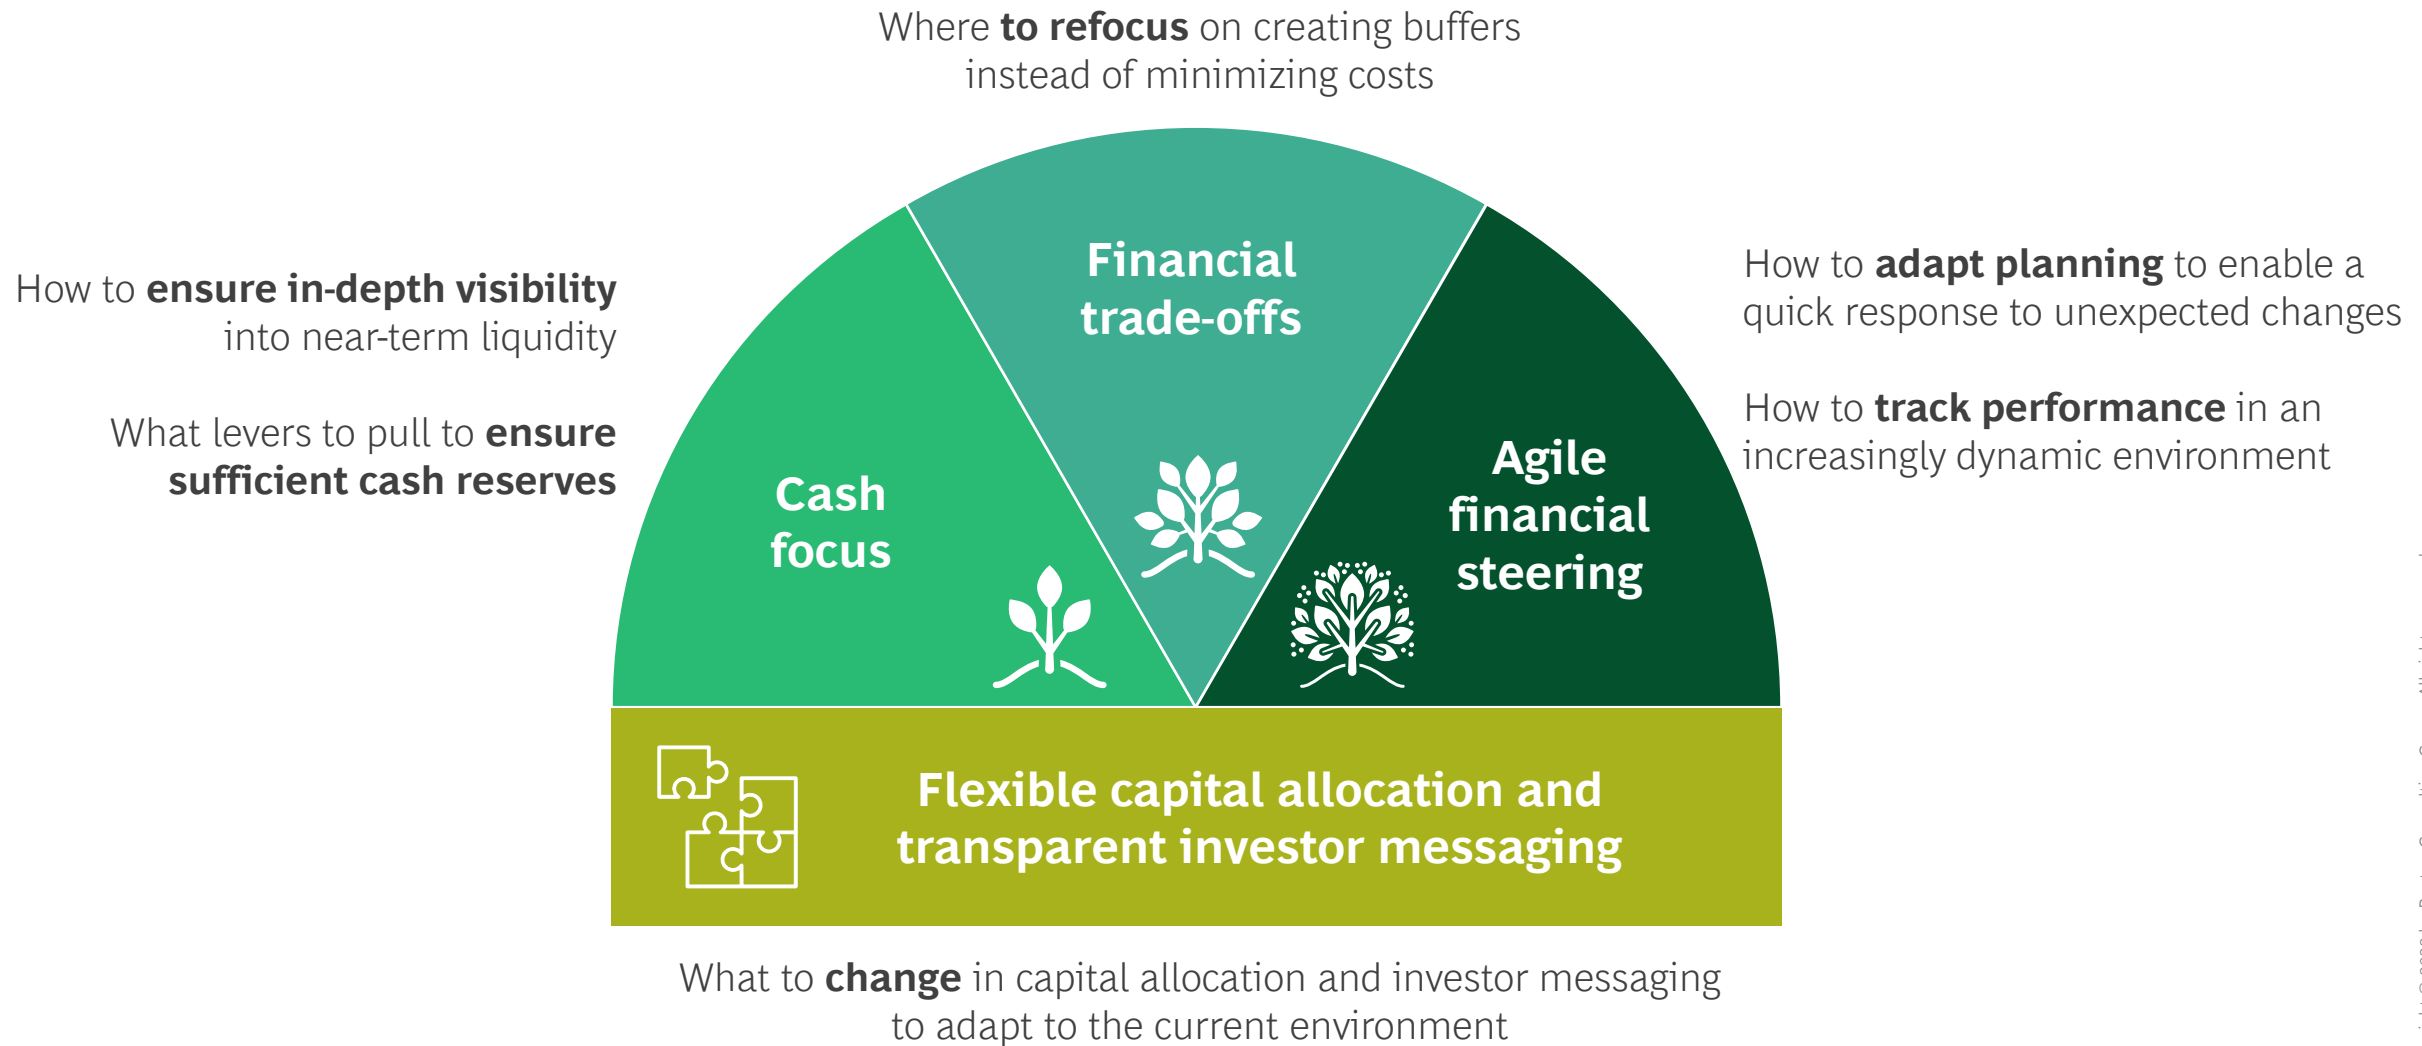 Where to refocus on creating buffers
instead of minimizing costs
How to ensure in-depth visibility
into near-term liquidity
What levers to pull to ensure
sufficient cash reserves
Cash
focus
Financial
trade-offs
Agile
financial
steering
How to adapt planning to enable a
quick response to unexpected changes
How to track performance in an
increasingly dynamic environment
Flexible capital allocation and
transparent investor messaging
What to change in capital allocation and investor messaging
to adapt to the current environment